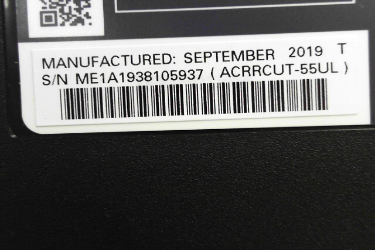 MANUFACTURED: SEPTEMBER 2019 T
S/N ME1A1938105937 ( ACRRCUT-55UL )